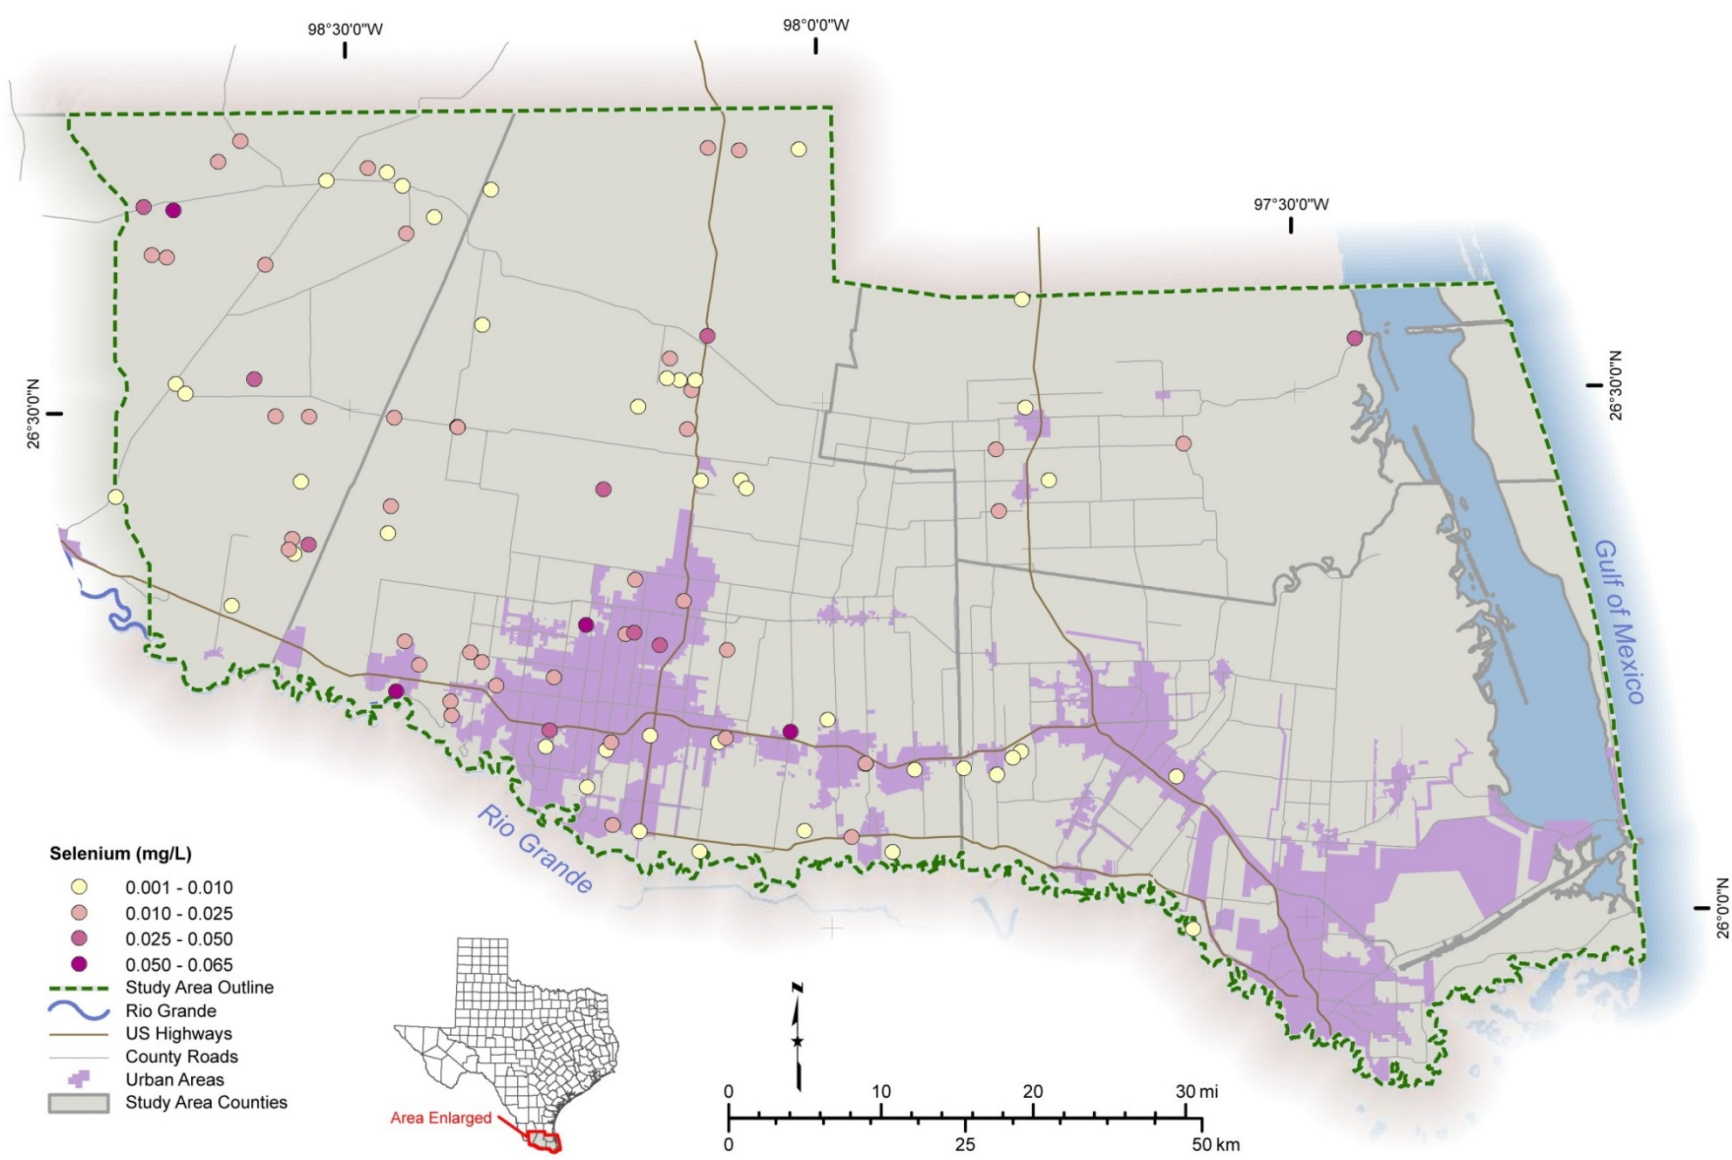 98°30'0"W
98°0'0"W
97°30'0"W
26°30'0"N
26°3'0"N
26°0'0"N
Gulf of Mexico
Rio Grande
Selenium (mg/L)
0.001 - 0.010
0.010 - 0.025
0.025 - 0.050
0.050 - 0.065
Study Area Outline
Rio Grande
US Highways
County Roads
Urban Areas
Study Area Counties
Area Enlarged
N
0 10 20 30 mi
0 25 50 km